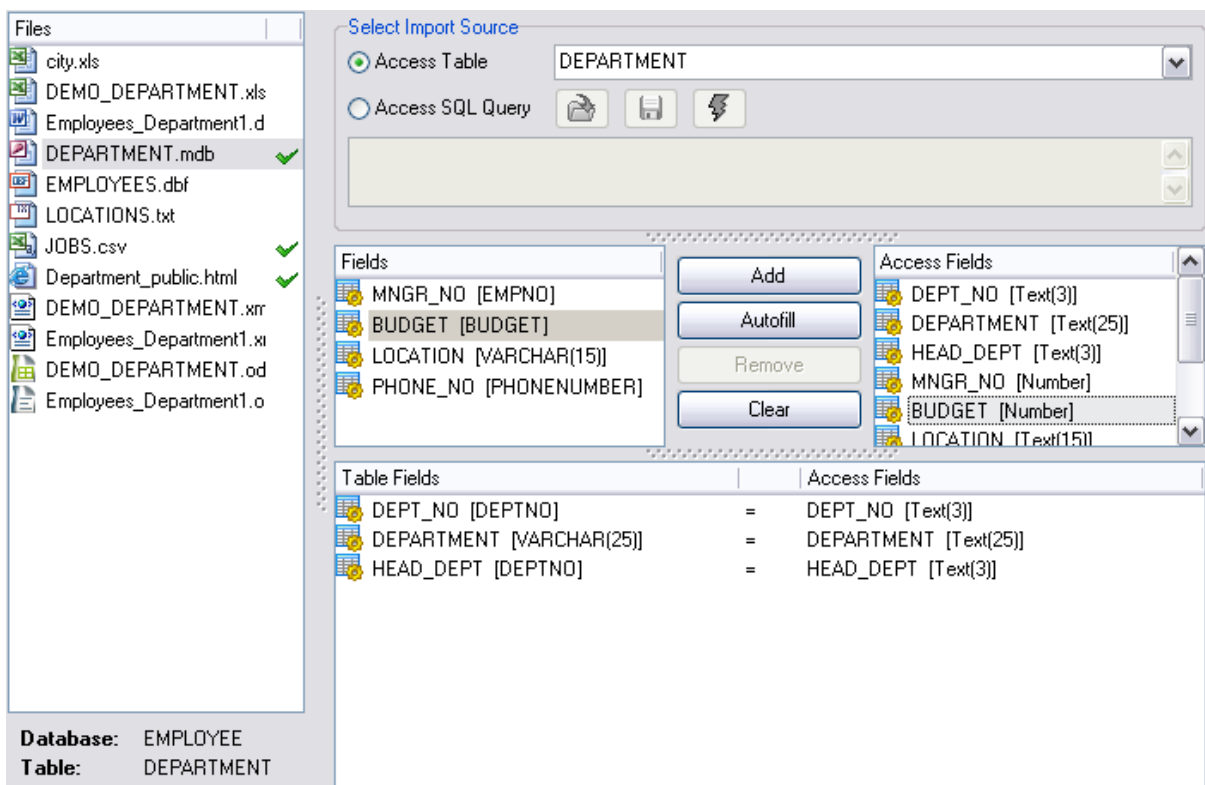 Files
city.xls
DEMO_DEPARTMENT.xls
Employees_Department1.d
DEPARTMENT.mdb
EMPLOYEES.dbf
LOCATIONS.txt
JOBS.csv
Department_public.html
DEMO_DEPARTMENT.xm
Employees_Department1.xl
DEMO_DEPARTMENT.od
Employees_Department1.o
Database: EMPLOYEE
Table: DEPARTMENT
Select Import Source
Access Table DEPARTMENT
Access SQL Query
Fields
MNGR_NO [EMPNO]
BUDGET [BUDGET]
LOCATION [VARCHAR(15)]
PHONE_NO [PHONENUMBER]
Add
Autofill
Remove
Clear
Access Fields
DEPT_NO [Text(3)]
DEPARTMENT [Text(25)]
HEAD_DEPT [Text(3)]
MNGR_NO [Number]
BUDGET [Number]
LOCATION [Text(15)]
Table Fields Access Fields
DEPT_NO [DEPTNO] = DEPT_NO [Text(3)]
DEPARTMENT [VARCHAR(25)] = DEPARTMENT [Text(25)]
HEAD_DEPT [DEPTNO] = HEAD_DEPT [Text(3)]